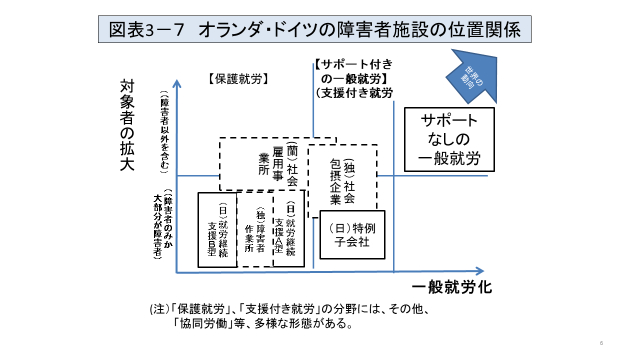 図表3－7　オランダ・ドイツの障害者施設の位置関係
世界の
動向
【保護就労】
【サポート付き
の一般就労】
（支援付き就労
対象者の拡大
（（障害者以外を含む）
（（障害者のみか
大部分が障害者）
サポート
なしの
一般就労
（蘭）社会
雇用事
業所
（独）社会
包摂企業
（日）就労継続
支援B型
（独）障害者
作業所
（日）就労継続
支援A型
（日）特例
子会社
一般就労化
(注)「保護就労」、「支援付き就労」の分野には、その他、
「協同労働」等、多様な形態がある。
6